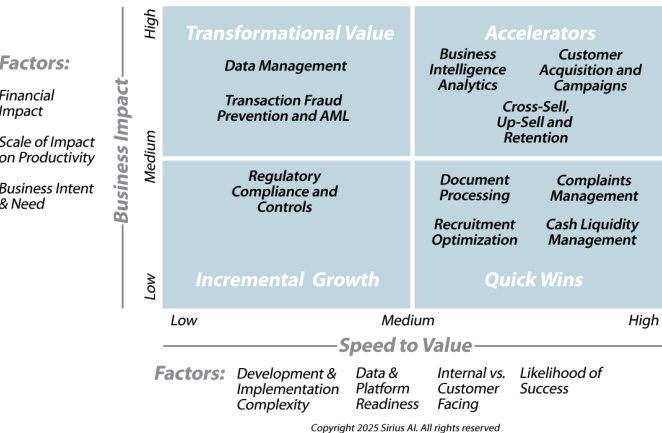 High
Transformational Value
Accelerators
Factors:
Data Management
Business
Intelligence
Analytics
Customer
Acquisition and
Campaigns
Financial
Impact
Transaction Fraud
Prevention and AML
Cross-Sell,
Up-Sell and
Retention
Scale of Impact
on Productivity
Business Impact
Medium
Business Intent
& Need
Regulatory
Compliance and
Controls
Document
Processing
Complaints
Management
Recruitment
Optimization
Cash Liquidity
Management
Low
Incremental Growth
Quick Wins
Low
Medium
High
Speed to Value
Factors:
Development &
Implementation
Complexity
Data &
Platform
Readiness
Internal vs.
Customer
Facing
Likelihood of
Success
Copyright 2025 Sirius AI. All rights reserved